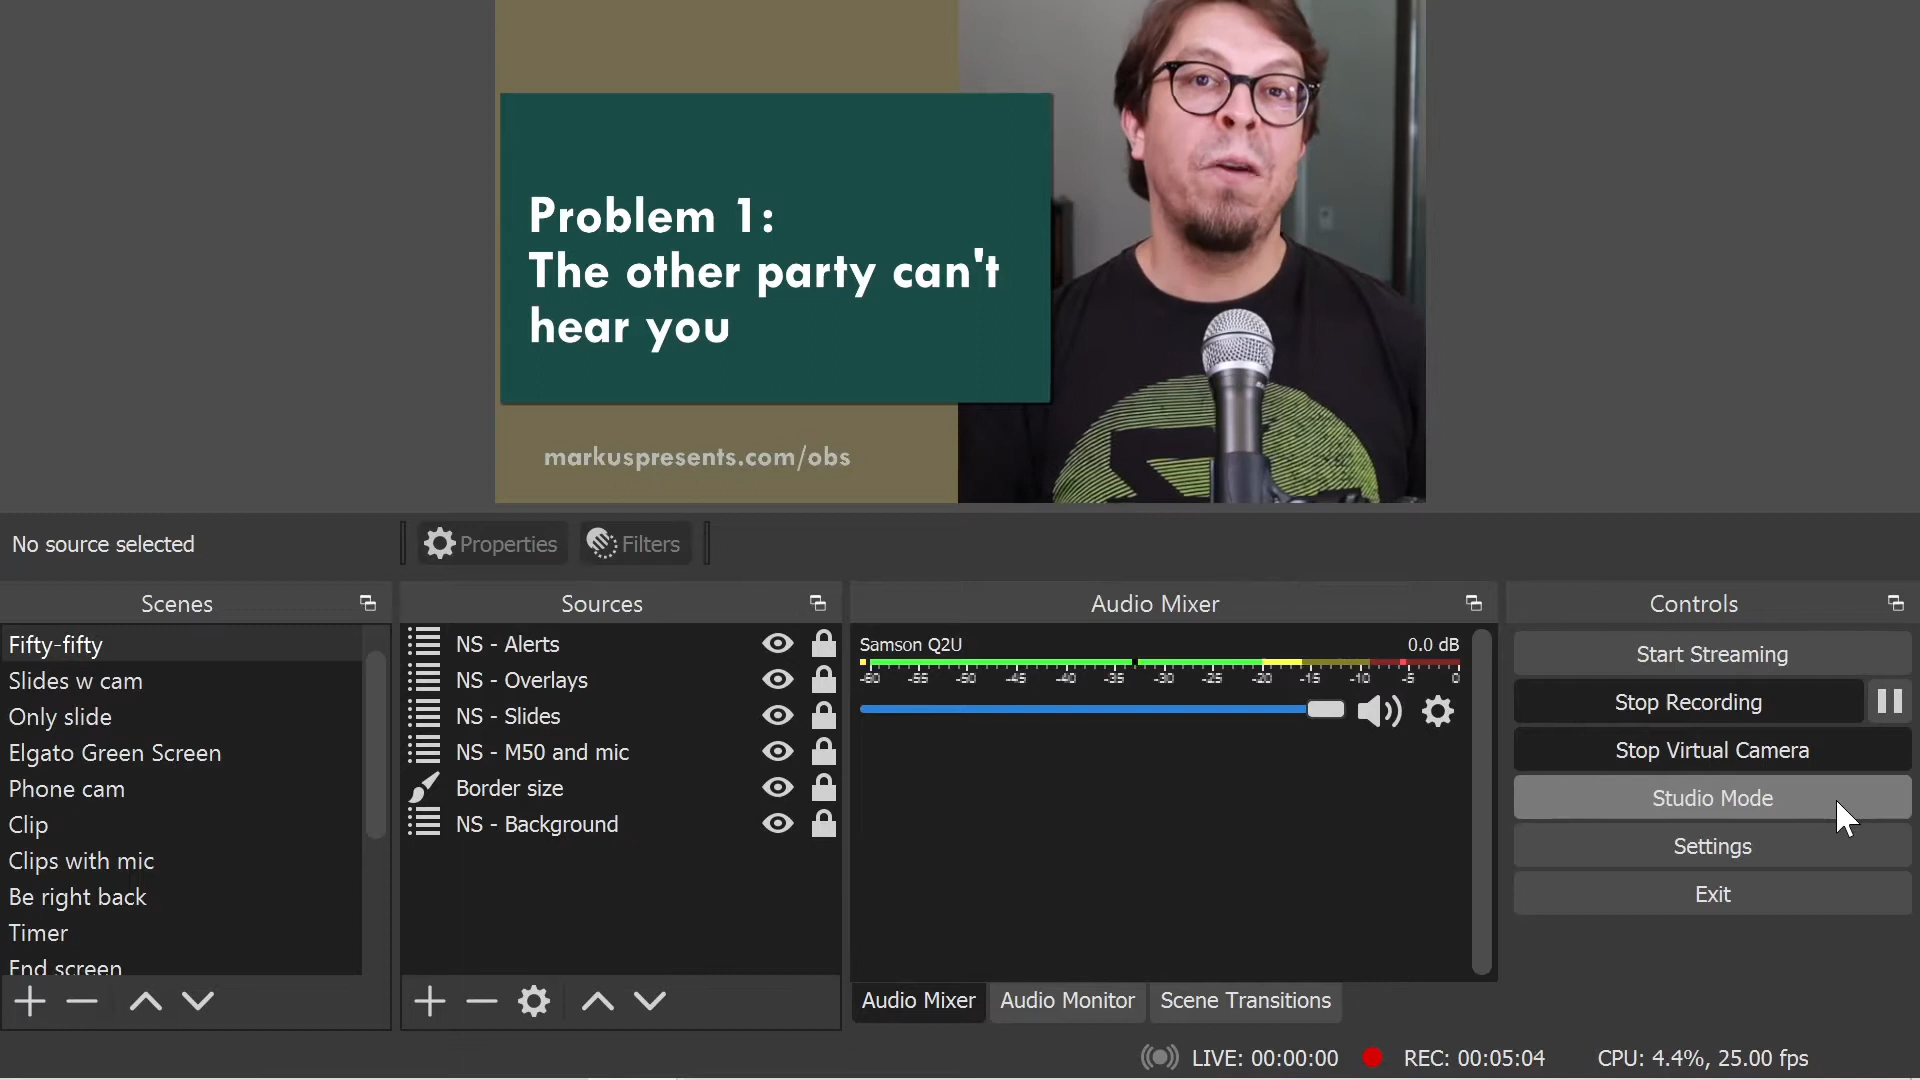 Problem 1:
The other party can't
hear you
markuspresents.com/obs
No source selected
Properties
Filters
Scenes
Fifty-fifty
Slides w cam
Only slide
Elgato Green Screen
Phone cam
Clip
Clips with mic
Be right back
Timer
End screen
Sources
NS - Alerts
NS - Overlays
NS - Slides
NS - M50 and mic
Border size
NS - Background
Audio Mixer
Samson Q2U 0.0 dB
-60 -55 -50 -45 -40 -35 -30 -25 -20 -15 -10 -5 0
Audio Mixer Audio Monitor Scene Transitions
Controls
Start Streaming
Stop Recording
Stop Virtual Camera
Studio Mode
Settings
Exit
LIVE: 00:00:00 REC: 00:05:04 CPU: 4.4%, 25.00 fps